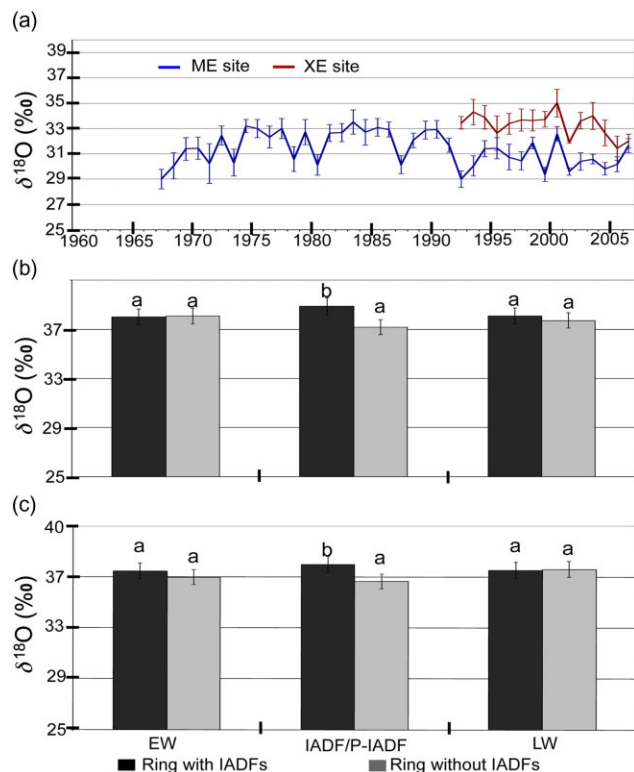 (a)
39
37
35
33
31
29
27
25
δ18O (‰)
ME site XE site
1960 1965 1970 1975 1980 1985 1990 1995 2000 2005
(b)
37
33
29
25
δ18O (‰)
a a b a a a
(c)
40
37
33
29
25
δ18O (‰)
a a b a a a
EW IADF/P-IADF LW
Ring with IADFs Ring without IADFs